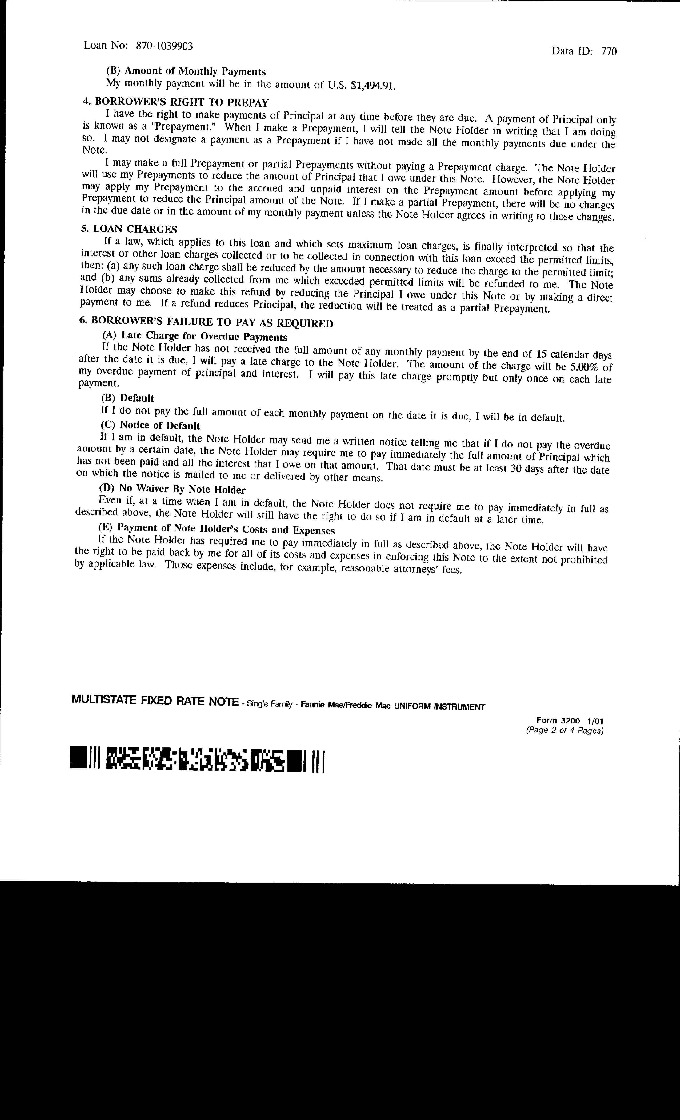 Loan No: 870-1039903
Data ID: 770
(B) Amount of Monthly Payments
My monthly payment will be in the amount of U.S. $1,494.91.
4. BORROWER'S RIGHT TO PREPAY
I have the right to make payments of Principal at any time before they are due. A payment of Principal only
is known as a "Prepayment." When I make a Prepayment, I will tell the Note Holder in writing that I am doing
so. I may not designate a payment as a Prepayment if I have not made all the monthly payments due under the
Note.
I may make a full Prepayment or partial Prepayments without paying a Prepayment charge. The Note Holder
will use my Prepayments to reduce the amount of Principal that I owe under this Note. However, the Note Holder
may apply my Prepayment to the accrued and unpaid interest on the Prepayment amount before applying my
Prepayment to reduce the Principal amount of the Note. If I make a partial Prepayment, there will be no changes
in the due date or in the amount of my monthly payment unless the Note Holder agrees in writing to those changes.
5. LOAN CHARGES
If a law, which applies to this loan and which sets maximum loan charges, is finally interpreted so that the
interest or other loan charges collected or to be collected in connection with this loan exceed the permitted limits,
then: (a) any such loan charge shall be reduced by the amount necessary to reduce the charge to the permitted limit;
and (b) any sums already collected from me which exceeded permitted limits will be refunded to me. The Note
Holder may choose to make this refund by reducing the Principal I owe under this Note or by making a direct
payment to me. If a refund reduces Principal, the reduction will be treated as a partial Prepayment.
6. BORROWER'S FAILURE TO PAY AS REQUIRED
(A) Late Charge for Overdue Payments
If the Note Holder has not received the full amount of any monthly payment by the end of 15 calendar days
after the date it is due, I will pay a late charge to the Note Holder. The amount of the charge will be 5.00% of
my overdue payment of principal and interest. I will pay this late charge promptly but only once on each late
payment.
(B) Default
If I do not pay the full amount of each monthly payment on the date it is due, I will be in default.
(C) Notice of Default
If I am in default, the Note Holder may send me a written notice telling me that if I do not pay the overdue
amount by a certain date, the Note Holder may require me to pay immediately the full amount of Principal which
has not been paid and all the interest that I owe on that amount. That date must be at least 30 days after the date
on which the notice is mailed to me or delivered by other means.
(D) No Waiver By Note Holder
Even if, at a time when I am in default, the Note Holder does not require me to pay immediately in full as
described above, the Note Holder will still have the right to do so if I am in default at a later time.
(E) Payment of Note Holder's Costs and Expenses
If the Note Holder has required me to pay immediately in full as described above, the Note Holder will have
the right to be paid back by me for all of its costs and expenses in enforcing this Note to the extent not prohibited
by applicable law. Those expenses include, for example, reasonable attorneys' fees.
MULTISTATE FIXED RATE NOTE - Single Family - Fannie Mae/Freddie Mac UNIFORM INSTRUMENT
Form 3200 1/01
(Page 2 of 4 Pages)